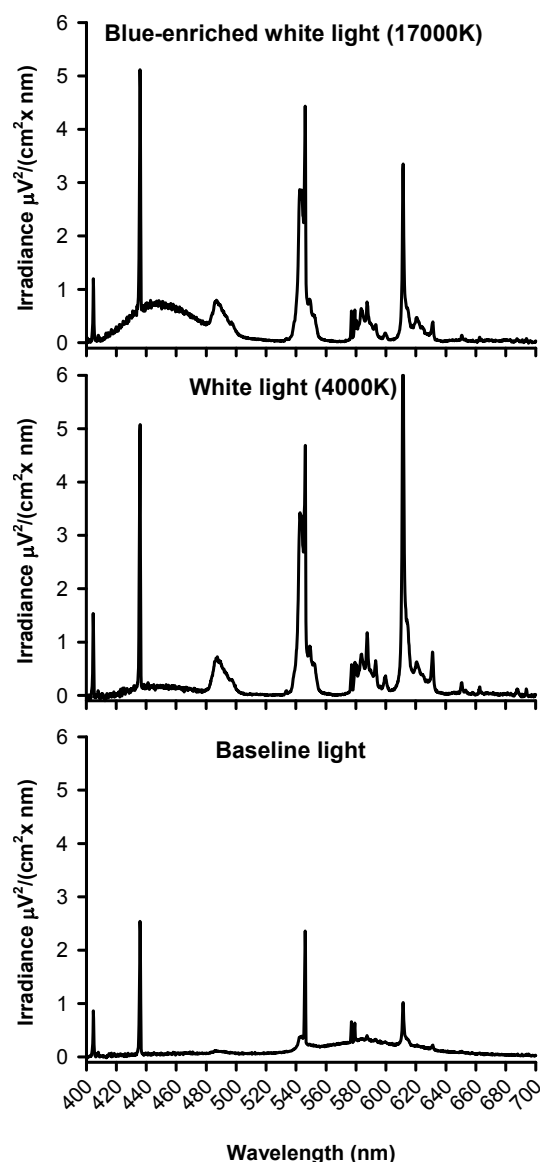 Blue-enriched white light (17000K)
Irradiance μV²/(cm²x nm)
6
5
4
3
2
1
0
White light (4000K)
Irradiance μV²/(cm²x nm)
6
5
4
3
2
1
0
Baseline light
Irradiance μV²/(cm²x nm)
6
5
4
3
2
1
0
400 420 440 460 480 500 520 540 560 580 600 620 640 660 680 700
Wavelength (nm)